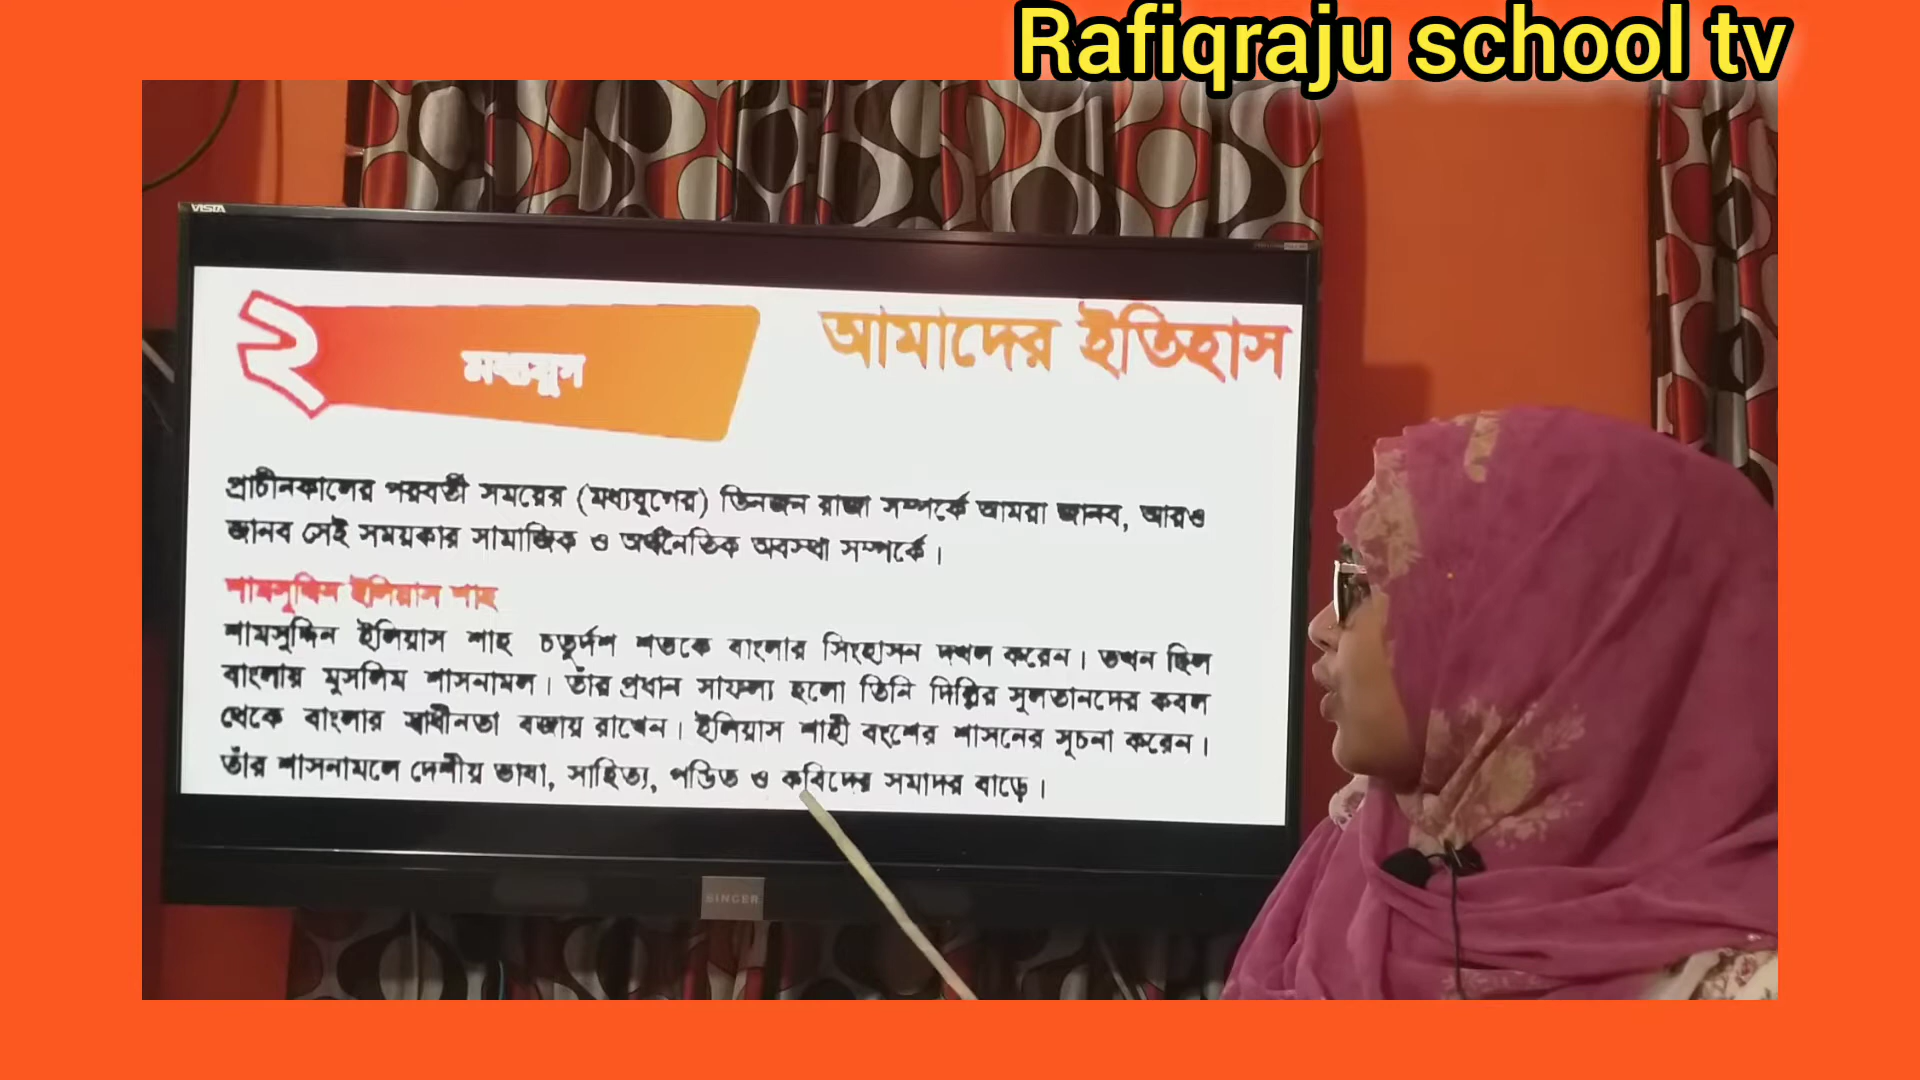 Rafiqraju school tv
VISTA
২
মধ্যযুগ
আমাদের ইতিহাস
প্রাচীনকালের পরবর্তী সময়ের (মধ্যযুগের) তিনজন রাজা সম্পর্কে আমরা জানব, আরও
জানব সেই সময়কার সামাজিক ও অর্থনৈতিক অবস্থা সম্পর্কে।
শামসুদ্দিন ইলিয়াস শাহ
শামসুদ্দিন ইলিয়াস শাহ চতুর্দশ শতকে বাংলার সিংহাসন দখল করেন। তখন ছিল
বাংলায় মুসলিম শাসনামল। তাঁর প্রধান সাফল্য হলো তিনি দিল্লির সুলতানদের কবল
থেকে বাংলার স্বাধীনতা বজায় রাখেন। ইলিয়াস শাহী বংশের শাসনের সূচনা করেন।
তাঁর শাসনামলে দেশীয় ভাষা, সাহিত্য, পণ্ডিত ও কবিদের সমাদর বাড়ে।
SINGER